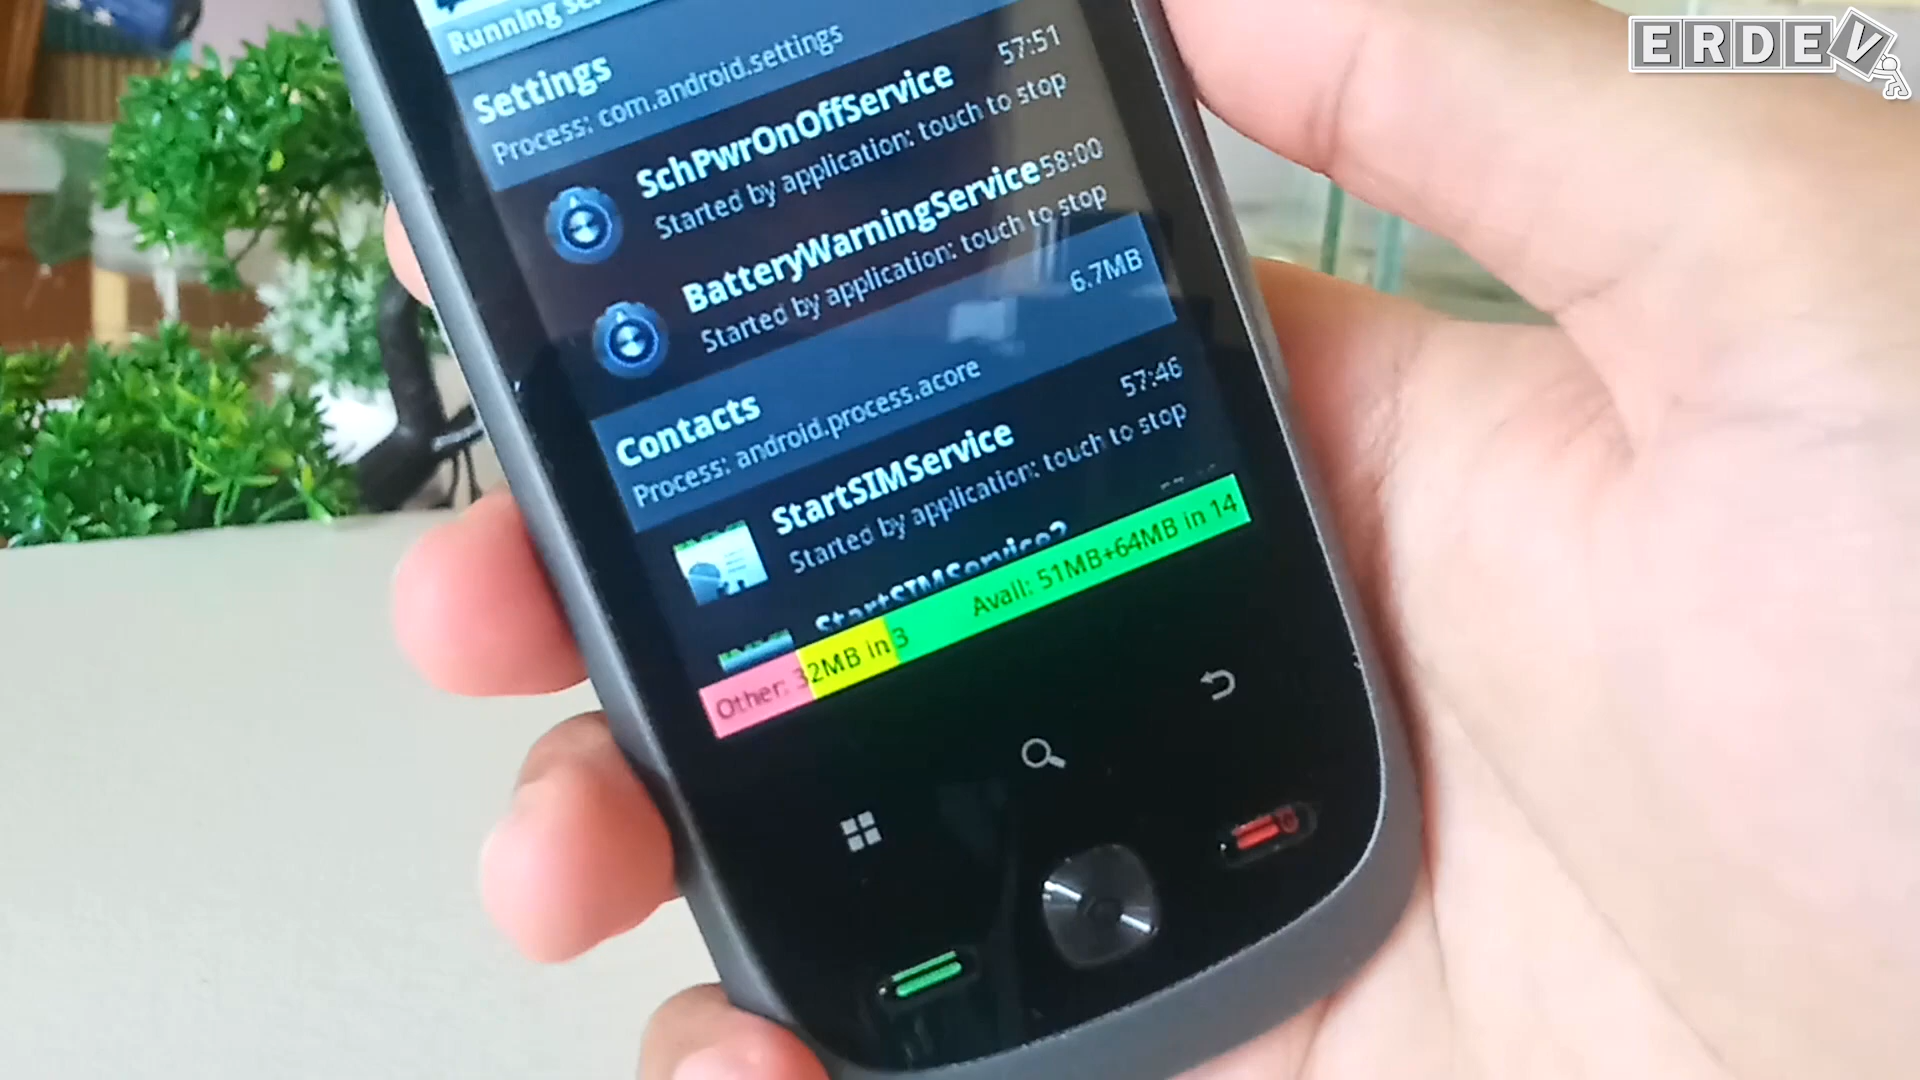 ERDEV
Running
Settings
Process: com.android.settings
SchPwrOnOffService 57:51
Started by application: touch to stop
BatteryWarningService 58:00
Started by application: touch to stop
Contacts 6.7MB
Process: android.process.acore
StartSIMService 57:46
Started by application: touch to stop
StartSIMService2
Other: 32MB in 3 Avail: 51MB+64MB in 14